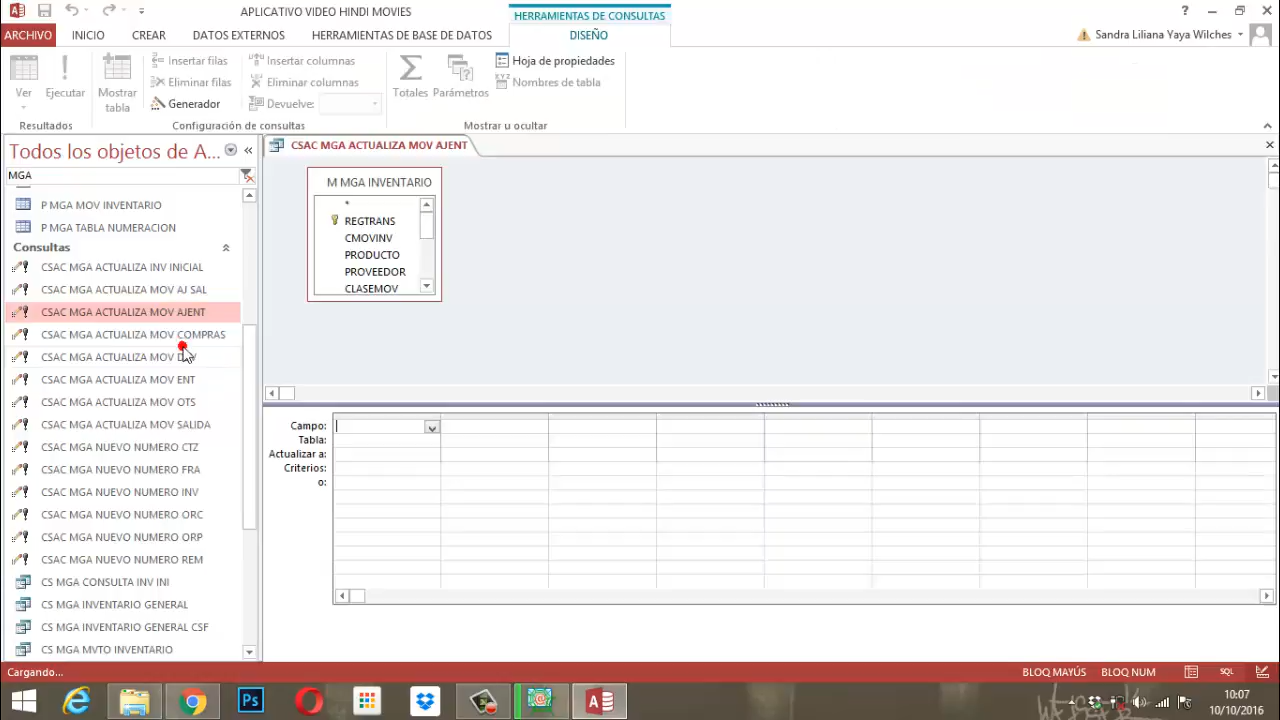 APLICATIVO VIDEO HINDI MOVIES
HERRAMIENTAS DE CONSULTAS
?
ARCHIVO
INICIO
CREAR
DATOS EXTERNOS
HERRAMIENTAS DE BASE DE DATOS
DISEÑO
Sandra Liliana Yaya Wilches
Ver
Ejecutar
Mostrar
tabla
Insertar filas
Eliminar filas
Generador
Insertar columnas
Eliminar columnas
Devuelve:
Totales
Parámetros
Hoja de propiedades
Nombres de tabla
Resultados
Configuración de consultas
Mostrar u ocultar
Todos los objetos de A...
MGA
P MGA MOV INVENTARIO
P MGA TABLA NUMERACION
Consultas
CSAC MGA ACTUALIZA INV INICIAL
CSAC MGA ACTUALIZA MOV AJ SAL
CSAC MGA ACTUALIZA MOV AJENT
CSAC MGA ACTUALIZA MOV COMPRAS
CSAC MGA ACTUALIZA MOV
CSAC MGA ACTUALIZA MOV ENT
CSAC MGA ACTUALIZA MOV OTS
CSAC MGA ACTUALIZA MOV SALIDA
CSAC MGA NUEVO NUMERO CTZ
CSAC MGA NUEVO NUMERO FRA
CSAC MGA NUEVO NUMERO INV
CSAC MGA NUEVO NUMERO ORC
CSAC MGA NUEVO NUMERO ORP
CSAC MGA NUEVO NUMERO REM
CS MGA CONSULTA INV INI
CS MGA INVENTARIO GENERAL
CS MGA INVENTARIO GENERAL CSF
CS MGA MVTO INVENTARIO
CSAC MGA ACTUALIZA MOV AJENT
M MGA INVENTARIO
*
REGTRANS
CMOVINV
PRODUCTO
PROVEEDOR
CLASEMOV
Campo:
Tabla:
Actualizar a:
Criterios:
o:
Cargando...
BLOQ MAYÚS
BLOQ NUM
SQL
Ps
10:07
10/10/2016